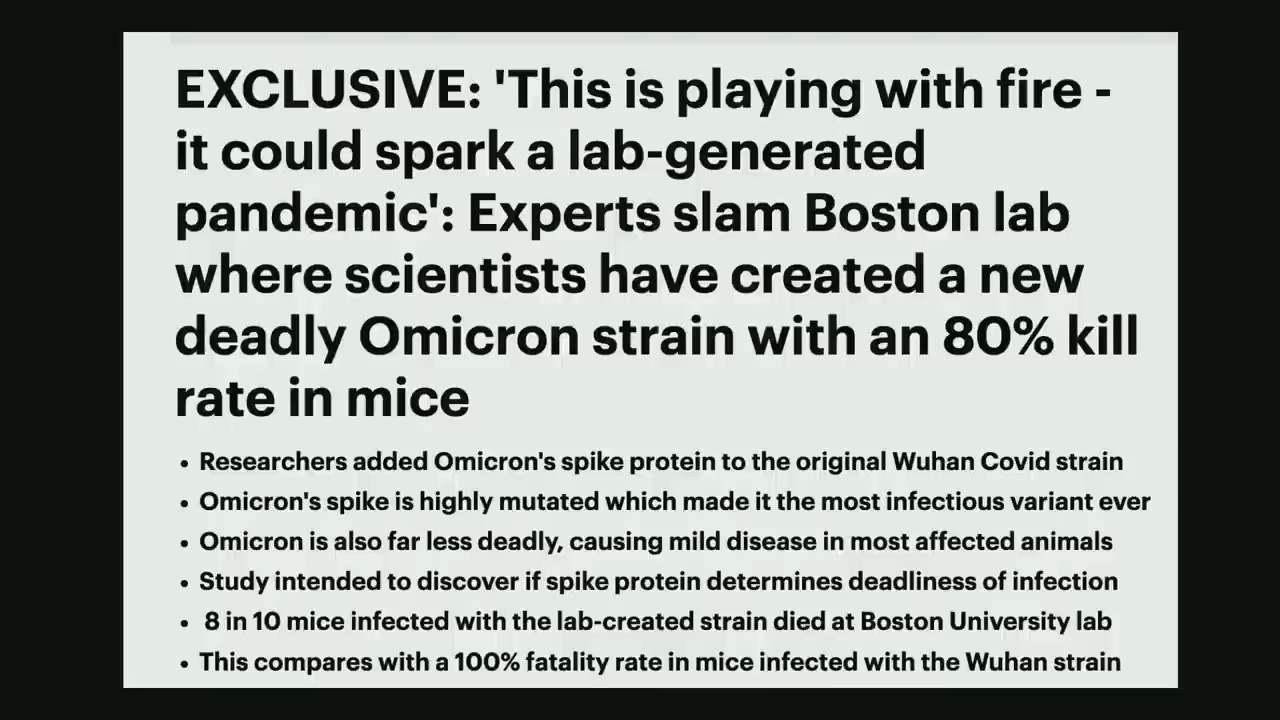 EXCLUSIVE: 'This is playing with fire -
it could spark a lab-generated
pandemic': Experts slam Boston lab
where scientists have created a new
deadly Omicron strain with an 80% kill
rate in mice
• Researchers added Omicron's spike protein to the original Wuhan Covid strain
• Omicron's spike is highly mutated which made it the most infectious variant ever
• Omicron is also far less deadly, causing mild disease in most affected animals
• Study intended to discover if spike protein determines deadliness of infection
• 8 in 10 mice infected with the lab-created strain died at Boston University lab
• This compares with a 100% fatality rate in mice infected with the Wuhan strain